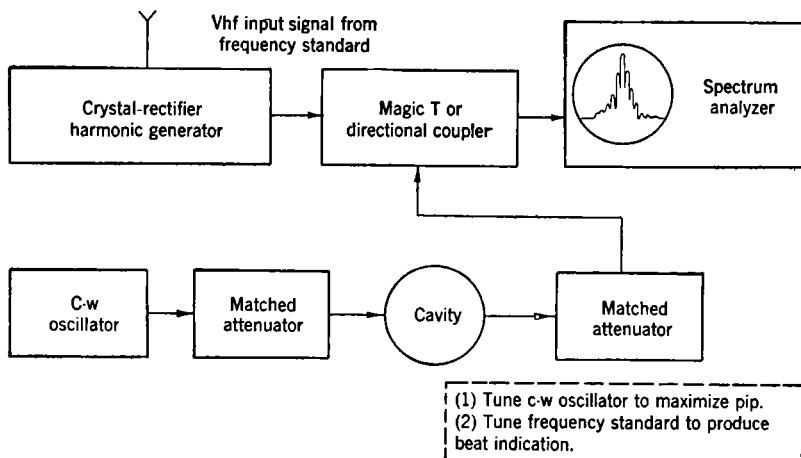 Vhf input signal from
frequency standard
Crystal-rectifier
harmonic generator
Magic T or
directional coupler
Spectrum
analyzer
C-w
oscillator
Matched
attenuator
Cavity
Matched
attenuator
(1) Tune c-w oscillator to maximize pip.
(2) Tune frequency standard to produce
beat indication.